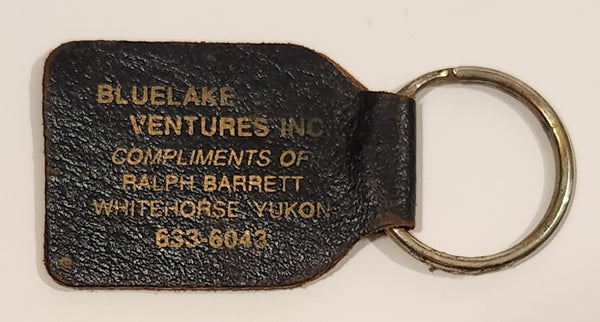 BLUELAKE
VENTURES INC
COMPLIMENTS OF
RALPH BARRETT
WHITEHORSE, YUKON
633-6043